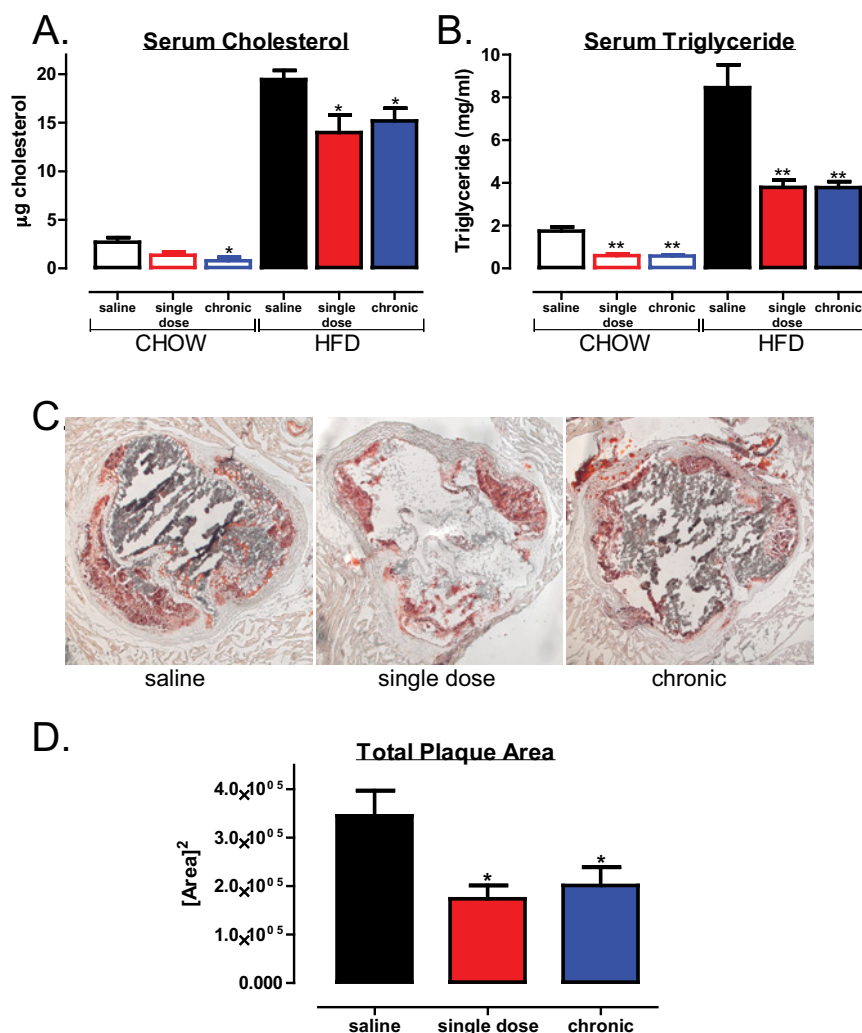 A.
Serum Cholesterol
µg cholesterol
20
15
10
5
0
* * *
saline single dose chronic saline single dose chronic
CHOW HFD
B.
Serum Triglyceride
Triglyceride (mg/ml)
10
8
6
4
2
0
** ** ** **
saline single dose chronic saline single dose chronic
CHOW HFD
C.
saline single dose chronic
D.
Total Plaque Area
[Area]²
4.0×10⁰⁵
3.0×10⁰⁵
2.0×10⁰⁵
1.0×10⁰⁵
0.000
* *
saline single dose chronic